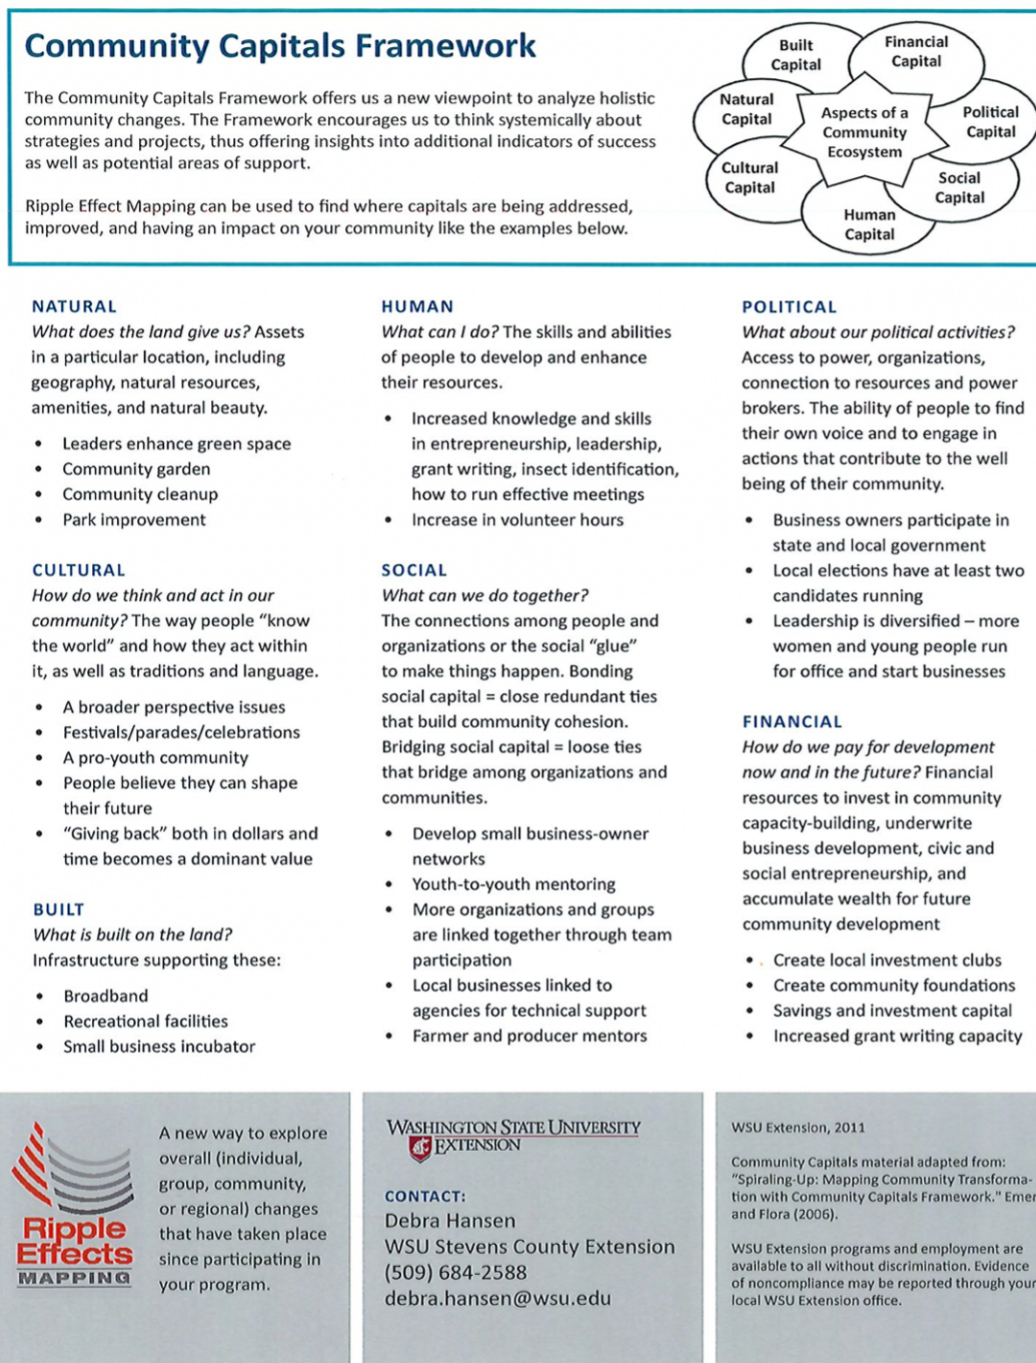 Community Capitals Framework
The Community Capitals Framework offers us a new viewpoint to analyze holistic
community changes. The Framework encourages us to think systemically about
strategies and projects, thus offering insights into additional indicators of success
as well as potential areas of support.
Ripple Effect Mapping can be used to find where capitals are being addressed,
improved, and having an impact on your community like the examples below.
Built
Capital
Financial
Capital
Natural
Capital
Aspects of a
Community
Ecosystem
Political
Capital
Cultural
Capital
Social
Capital
Human
Capital
NATURAL
What does the land give us? Assets
in a particular location, including
geography, natural resources,
amenities, and natural beauty.
• Leaders enhance green space
• Community garden
• Community cleanup
• Park improvement
CULTURAL
How do we think and act in our
community? The way people “know
the world” and how they act within
it, as well as traditions and language.
• A broader perspective issues
• Festivals/parades/celebrations
• A pro-youth community
• People believe they can shape
their future
• “Giving back” both in dollars and
time becomes a dominant value
BUILT
What is built on the land?
Infrastructure supporting these:
• Broadband
• Recreational facilities
• Small business incubator
HUMAN
What can I do? The skills and abilities
of people to develop and enhance
their resources.
• Increased knowledge and skills
in entrepreneurship, leadership,
grant writing, insect identification,
how to run effective meetings
• Increase in volunteer hours
SOCIAL
What can we do together?
The connections among people and
organizations or the social “glue”
to make things happen. Bonding
social capital = close redundant ties
that build community cohesion.
Bridging social capital = loose ties
that bridge among organizations and
communities.
• Develop small business-owner
networks
• Youth-to-youth mentoring
• More organizations and groups
are linked together through team
participation
• Local businesses linked to
agencies for technical support
• Farmer and producer mentors
POLITICAL
What about our political activities?
Access to power, organizations,
connection to resources and power
brokers. The ability of people to find
their own voice and to engage in
actions that contribute to the well
being of their community.
• Business owners participate in
state and local government
• Local elections have at least two
candidates running
• Leadership is diversified – more
women and young people run
for office and start businesses
FINANCIAL
How do we pay for development
now and in the future? Financial
resources to invest in community
capacity-building, underwrite
business development, civic and
social entrepreneurship, and
accumulate wealth for future
community development
• Create local investment clubs
• Create community foundations
• Savings and investment capital
• Increased grant writing capacity
Ripple
Effects
MAPPING
A new way to explore
overall (individual,
group, community,
or regional) changes
that have taken place
since participating in
your program.
WASHINGTON STATE UNIVERSITY
EXTENSION
CONTACT:
Debra Hansen
WSU Stevens County Extension
(509) 684-2588
debra.hansen@wsu.edu
WSU Extension, 2011
Community Capitals material adapted from:
"Spiraling-Up: Mapping Community Transforma-
tion with Community Capitals Framework." Emer
and Flora (2006).
WSU Extension programs and employment are
available to all without discrimination. Evidence
of noncompliance may be reported through your
local WSU Extension office.